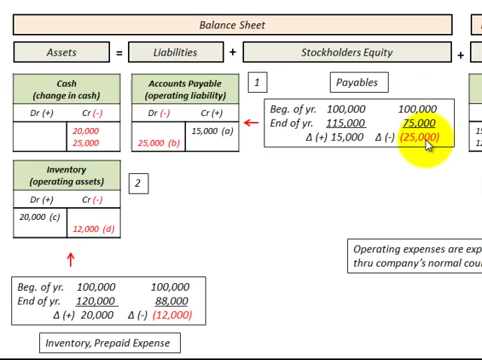 Balance Sheet
Assets = Liabilities + Stockholders Equity +
Cash
(change in cash)
Dr (+) Cr (-)
20,000
25,000
Accounts Payable
(operating liability)
Dr (-) Cr (+)
15,000 (a)
25,000 (b)
1
Payables
Beg. of yr. 100,000 100,000
End of yr. 115,000 75,000
Δ (+) 15,000 Δ (-) (25,000)
Inventory
(operating assets)
Dr (+) Cr (-)
20,000 (c)
12,000 (d)
2
Operating expenses are exp
thru company's normal cou
Beg. of yr. 100,000 100,000
End of yr. 120,000 88,000
Δ (+) 20,000 Δ (-) (12,000)
Inventory, Prepaid Expense